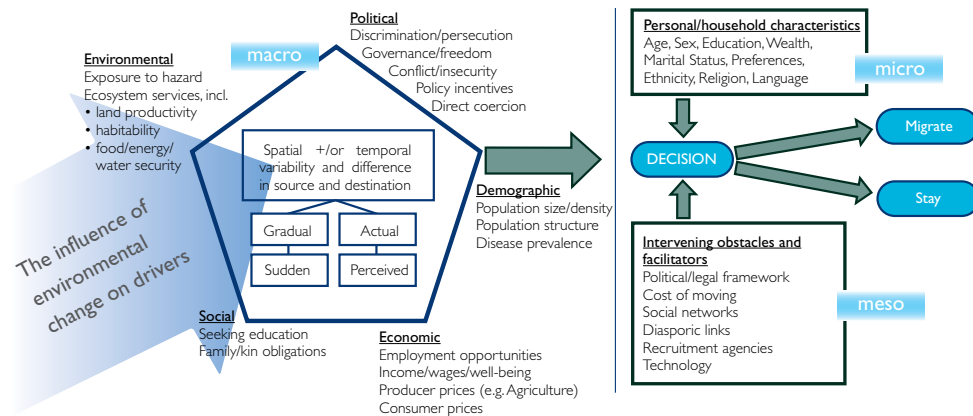 Political
Discrimination/persecution
Governance/freedom
Conflict/insecurity
Policy incentives
Direct coercion
macro
Environmental
Exposure to hazard
Ecosystem services, incl.
• land productivity
• habitability
• food/energy/
water security
Spatial +/or temporal
variability and difference
in source and destination
Gradual
Actual
Sudden
Perceived
The influence of
environmental
change on drivers
Demographic
Population size/density
Population structure
Disease prevalence
Social
Seeking education
Family/kin obligations
Economic
Employment opportunities
Income/wages/well-being
Producer prices (e.g. Agriculture)
Consumer prices
Personal/household characteristics
Age, Sex, Education, Wealth,
Marital Status, Preferences,
Ethnicity, Religion, Language
micro
DECISION
Migrate
Stay
Intervening obstacles and
facilitators
Political/legal framework
Cost of moving
Social networks
Diasporic links
Recruitment agencies
Technology
meso